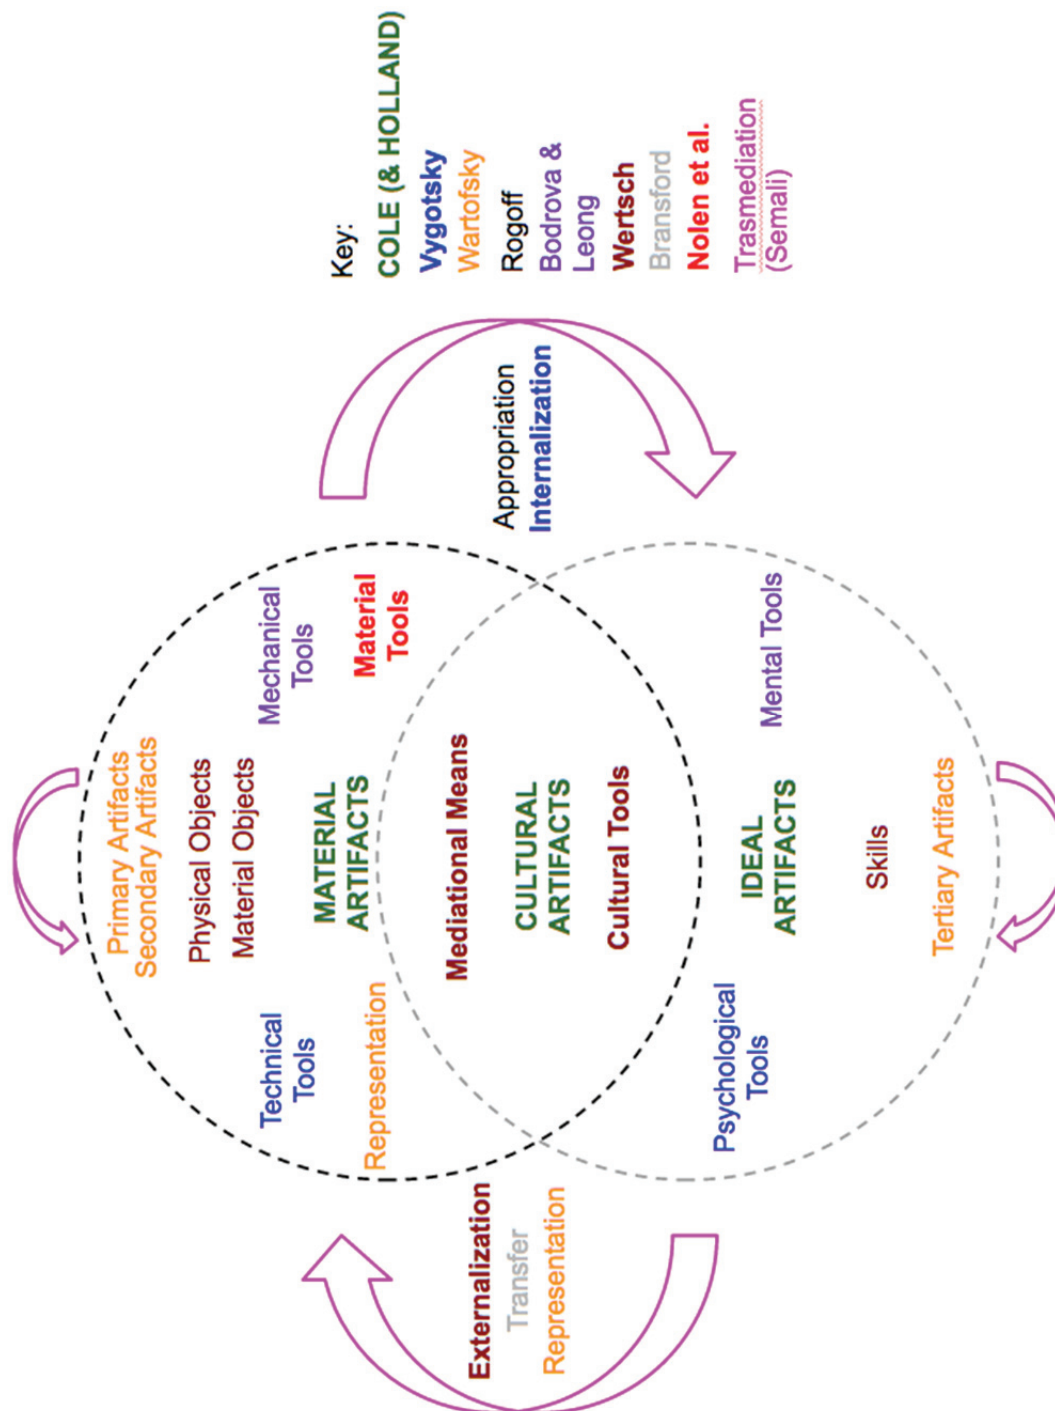 Primary Artifacts
Secondary Artifacts
Physical Objects
Material Objects
Technical
Tools
MATERIAL
ARTIFACTS
Mechanical
Tools
Representation
Material
Tools
Mediational Means
CULTURAL
ARTIFACTS
Cultural Tools
Externalization
Transfer
Representation
Appropriation
Internalization
Psychological
Tools
IDEAL
ARTIFACTS
Mental Tools
Skills
Tertiary Artifacts
Key:
COLE (& HOLLAND)
Vygotsky
Wartofsky
Rogoff
Bodrova &
Leong
Wertsch
Bransford
Nolen et al.
Trasmediation
(Semali)